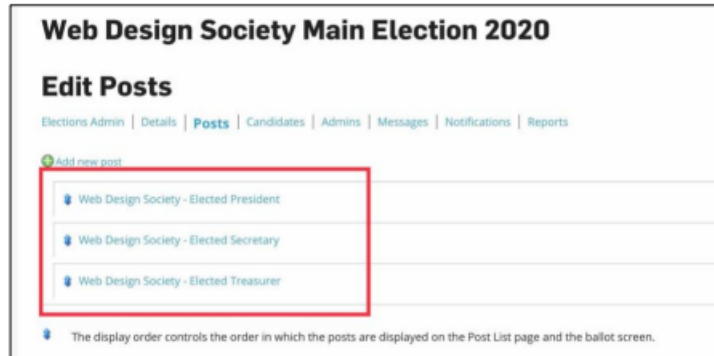 Web Design Society Main Election 2020
Edit Posts
Elections Admin | Details | Posts | Candidates | Admins | Messages | Notifications | Reports
Add new post
Web Design Society - Elected President
Web Design Society - Elected Secretary
Web Design Society - Elected Treasurer
The display order controls the order in which the posts are displayed on the Post List page and the ballot screen.